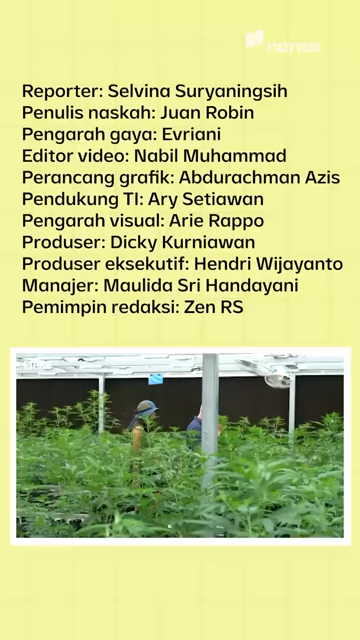 narasi
Reporter: Selvina Suryaningsih
Penulis naskah: Juan Robin
Pengarah gaya: Evriani
Editor video: Nabil Muhammad
Perancang grafik: Abdurachman Azis
Pendukung TI: Ary Setiawan
Pengarah visual: Arie Rappo
Produser: Dicky Kurniawan
Produser eksekutif: Hendri Wijayanto
Manajer: Maulida Sri Handayani
Pemimpin redaksi: Zen RS